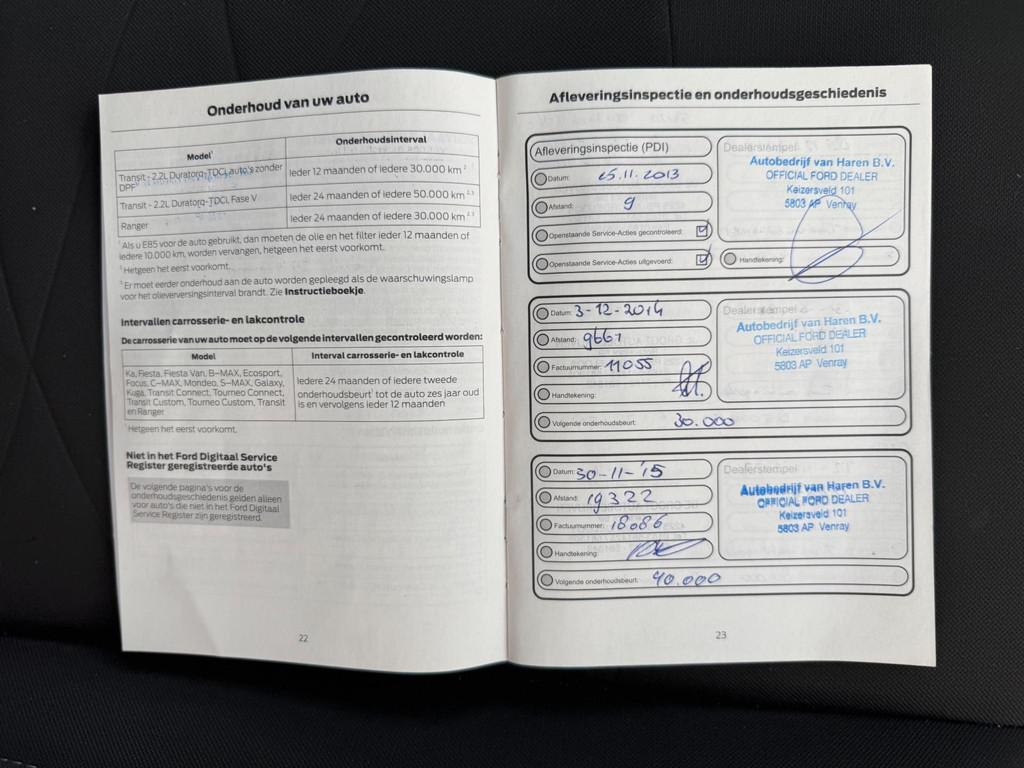 Onderhoud van uw auto
Model¹
Onderhoudsinterval
Transit - 2.2L Duratorq-TDCi, auto's zonder DPF
Ieder 12 maanden of iedere 30.000 km ²
Transit - 2.2L Duratorq-TDCi, Fase V
Ieder 24 maanden of iedere 50.000 km ²,³
Ranger
Ieder 24 maanden of iedere 30.000 km ²,³
¹ Als u E85 voor de auto gebruikt, dan moeten de olie en het filter ieder 12 maanden of
iedere 10.000 km, worden vervangen, hetgeen het eerst voorkomt.
² Hetgeen het eerst voorkomt.
³ Er moet eerder onderhoud aan de auto worden gepleegd als de waarschuwingslamp
voor het olieverversingsinterval brandt. Zie Instructieboekje.
Intervallen carrosserie- en lakcontrole
De carrosserie van uw auto moet op de volgende intervallen gecontroleerd worden:
Model
Interval carrosserie- en lakcontrole
Ka, Fiesta, Fiesta Van, B-MAX, Ecosport,
Focus, C-MAX, Mondeo, S-MAX, Galaxy,
Kuga, Transit Connect, Tourneo Connect,
Transit Custom, Tourneo Custom, Transit
en Ranger
Iedere 24 maanden of iedere tweede
onderhoudsbeurt¹ tot de auto zes jaar oud
is en vervolgens ieder 12 maanden
¹ Hetgeen het eerst voorkomt.
Niet in het Ford Digitaal Service
Register geregistreerde auto's
De volgende pagina's voor de
onderhoudsgeschiedenis gelden alleen
voor auto's die niet in het Ford Digitaal
Service Register zijn geregistreerd.
22
Afleveringsinspectie en onderhoudsgeschiedenis
Afleveringsinspectie (PDI)
Datum: 25.11.2013
Afstand: 9
Openstaande Service-Acties gecontroleerd:
Openstaande Service-Acties uitgevoerd:
Dealerstempel
Autobedrijf van Haren B.V.
OFFICIAL FORD DEALER
Keizersveld 101
5803 AP Venray
Handtekening:
Datum: 3-12-2014
Afstand: 9667
Factuurnummer: 11055
Handtekening:
Volgende onderhoudsbeurt: 30.000
Dealerstempel
Autobedrijf van Haren B.V.
OFFICIAL FORD DEALER
Keizersveld 101
5803 AP Venray
Datum: 30-11-'15
Afstand: 19322
Factuurnummer: 18086
Handtekening:
Volgende onderhoudsbeurt: 40.000
Dealerstempel
Autobedrijf van Haren B.V.
OFFICIAL FORD DEALER
Keizersveld 101
5803 AP Venray
23